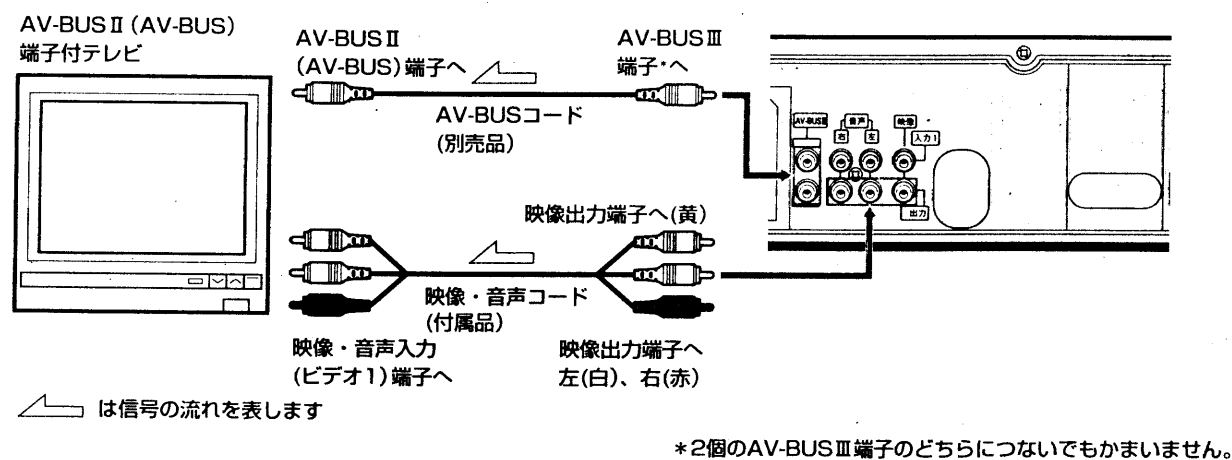 AV-BUSⅡ(AV-BUS)
端子付テレビ
AV-BUSⅡ
(AV-BUS)端子へ
AV-BUSⅢ
端子*へ
AV-BUSコード
(別売品)
AV-BUSⅢ
音声
右
左
映像
入力1
出力
映像出力端子へ(黄)
映像・音声コード
(付属品)
映像・音声入力
(ビデオ1)端子へ
映像出力端子へ
左(白)、右(赤)
は信号の流れを表します
*2個のAV-BUSⅢ端子のどちらにつないでもかまいません。